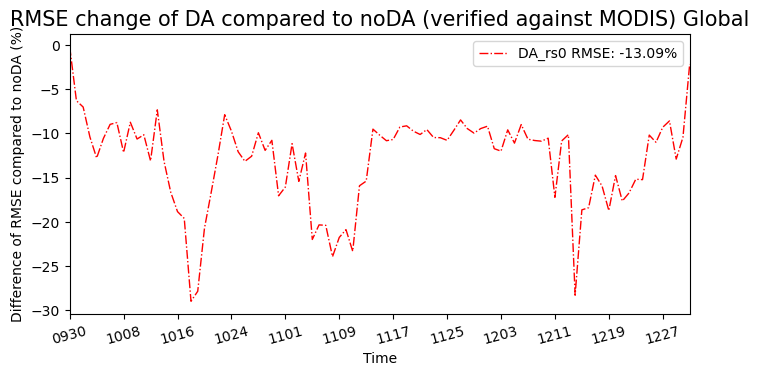 RMSE change of DA compared to noDA (verified against MODIS) Global
Difference of RMSE compared to noDA (%)
DA_rs0 RMSE: -13.09%
0
−5
−10
−15
−20
−25
−30
0930 1008 1016 1024 1101 1109 1117 1125 1203 1211 1219 1227
Time